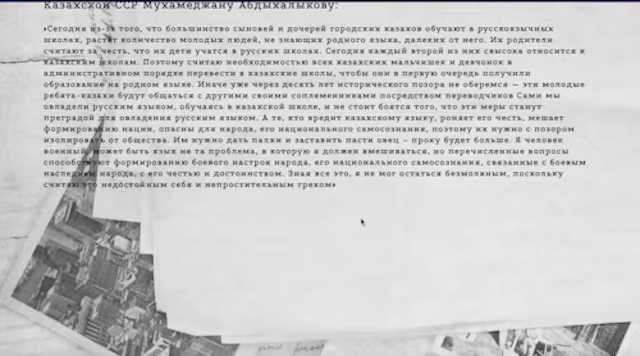 Казахской ССР Мухамеджану Абдыхалыкову:
«Сегодня из-за того, что большинство сыновей и дочерей городских казахов обучают в русскоязычных
школах, растет количество молодых людей, не знающих родного языка, далеких от него. Их родители
считают за честь, что их дети учатся в русских школах. Сегодня каждый второй из них свысока относится к
казахским школам. Поэтому считаю необходимостью всех казахских мальчишек и девчонок в
административном порядке перевести в казахские школы, чтобы они в первую очередь получили
образование на родном языке. Иначе уже через десять лет исторического позора не оберемся — эти молодые
ребята-казахи будут общаться с другими своими соплеменниками посредством переводчиков Сами мы
овладели русским языком, обучаясь в казахской школе, и не стоит боятся того, что эти меры станут
преградой для овладения русским языком. А те, кто вредит казахскому языку, роняет его честь, мешает
формированию нации, опасны для народа, его национального самосознания, поэтому их нужно с позором
изолировать от общества. Им нужно дать палки и заставить пасти овец – проку будет больше. Я человек
военный, может быть язык не та проблема, в которую я должен вмешиваться, но перечисленные вопросы
способствуют формированию боевого настроя народа, его национального самосознания, связанные с боевым
наследием народа, с его честью и достоинством. Зная все это, я не мог остаться безмолвным, поскольку
считаю это недостойным себя и непростительным грехом»